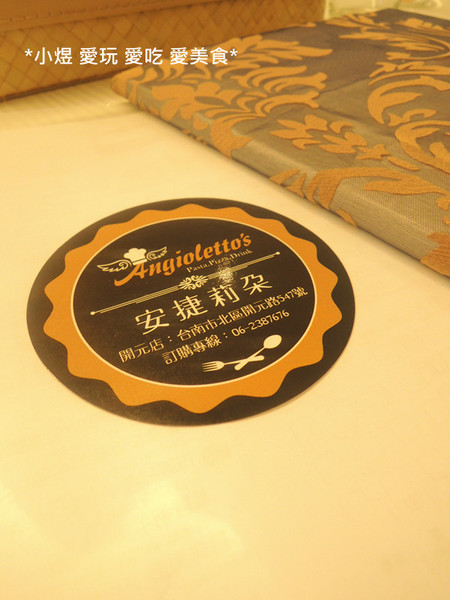 *小煜 愛玩 愛吃 愛美食*
Angioletto's
Pasta.Pizza.Drink
安捷莉朵
開元店：台南市北區開元路547號
訂購專線：06-2387676